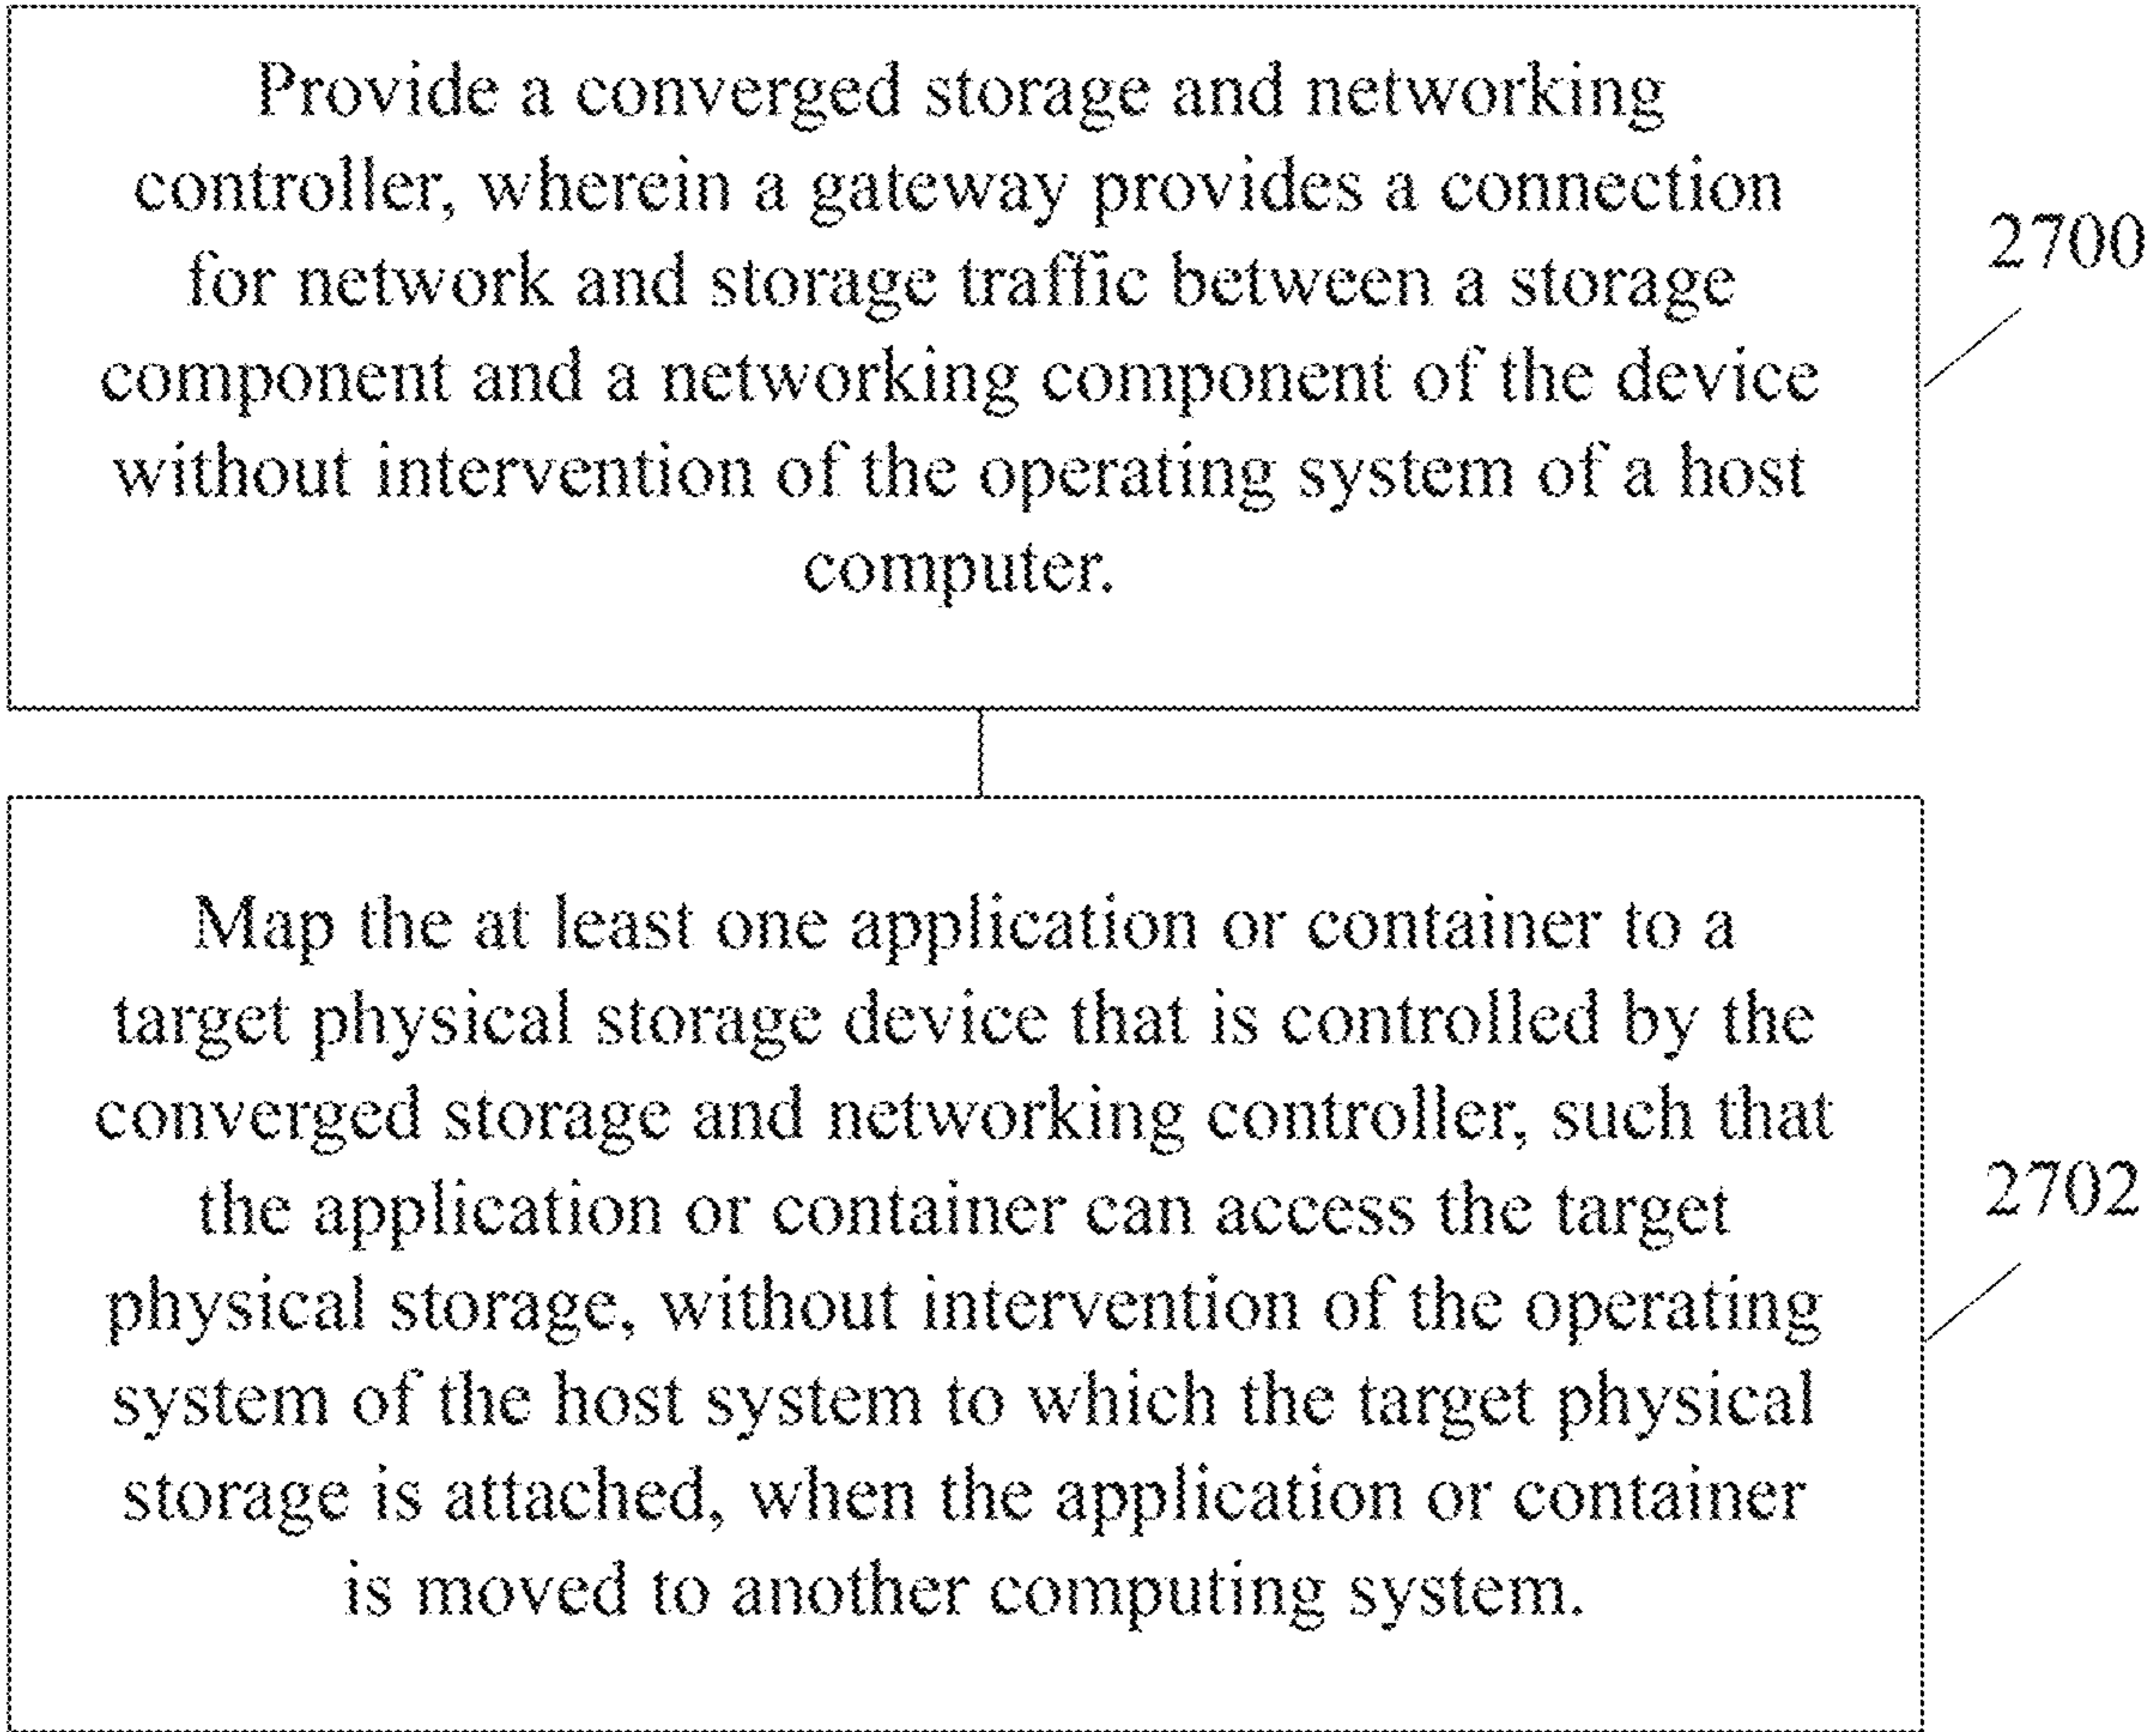 Provide a converged storage and networking
controller, wherein a gateway provides a connection
for network and storage traffic between a storage
component and a networking component of the device
without intervention of the operating system of a host
computer.
2700
Map the at least one application or container to a
target physical storage device that is controlled by the
converged storage and networking controller, such that
the application or container can access the target
physical storage, without intervention of the operating
system of the host system to which the target physical
storage is attached, when the application or container
is moved to another computing system.
2702